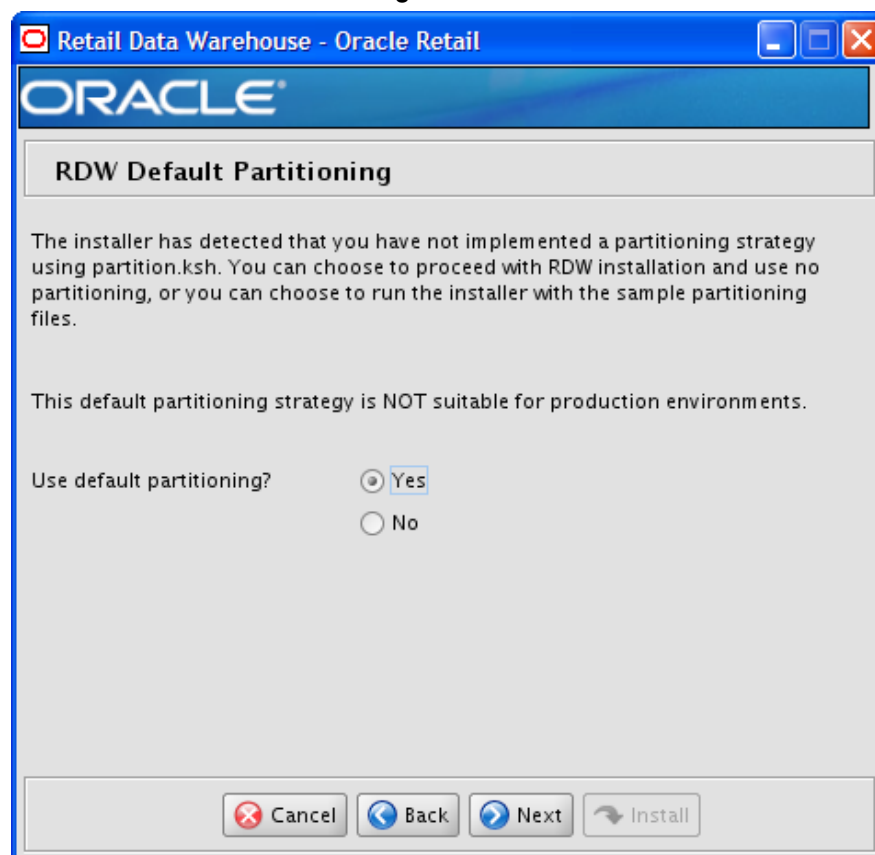 Retail Data Warehouse - Oracle Retail
ORACLE®
RDW Default Partitioning
The installer has detected that you have not implemented a partitioning strategy
using partition.ksh. You can choose to proceed with RDW installation and use no
partitioning, or you can choose to run the installer with the sample partitioning
files.
This default partitioning strategy is NOT suitable for production environments.
Use default partitioning? Yes
No
Cancel Back Next Install